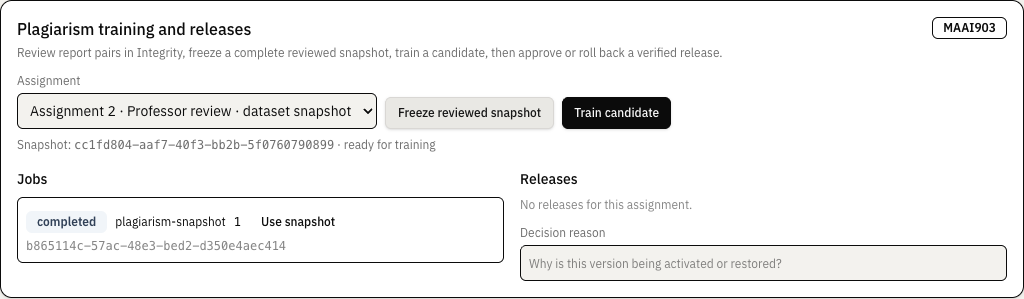 Plagiarism training and releases
MAAI903
Review report pairs in Integrity, freeze a complete reviewed snapshot, train a candidate, then approve or roll back a verified release.
Assignment
Assignment 2 · Professor review · dataset snapshot
Freeze reviewed snapshot
Train candidate
Snapshot: cc1fd804-aaf7-40f3-bb2b-5f0760790899 · ready for training
Jobs
completed plagiarism-snapshot 1 Use snapshot
b865114c-57ac-48e3-bed2-d350e4aec414
Releases
No releases for this assignment.
Decision reason
Why is this version being activated or restored?